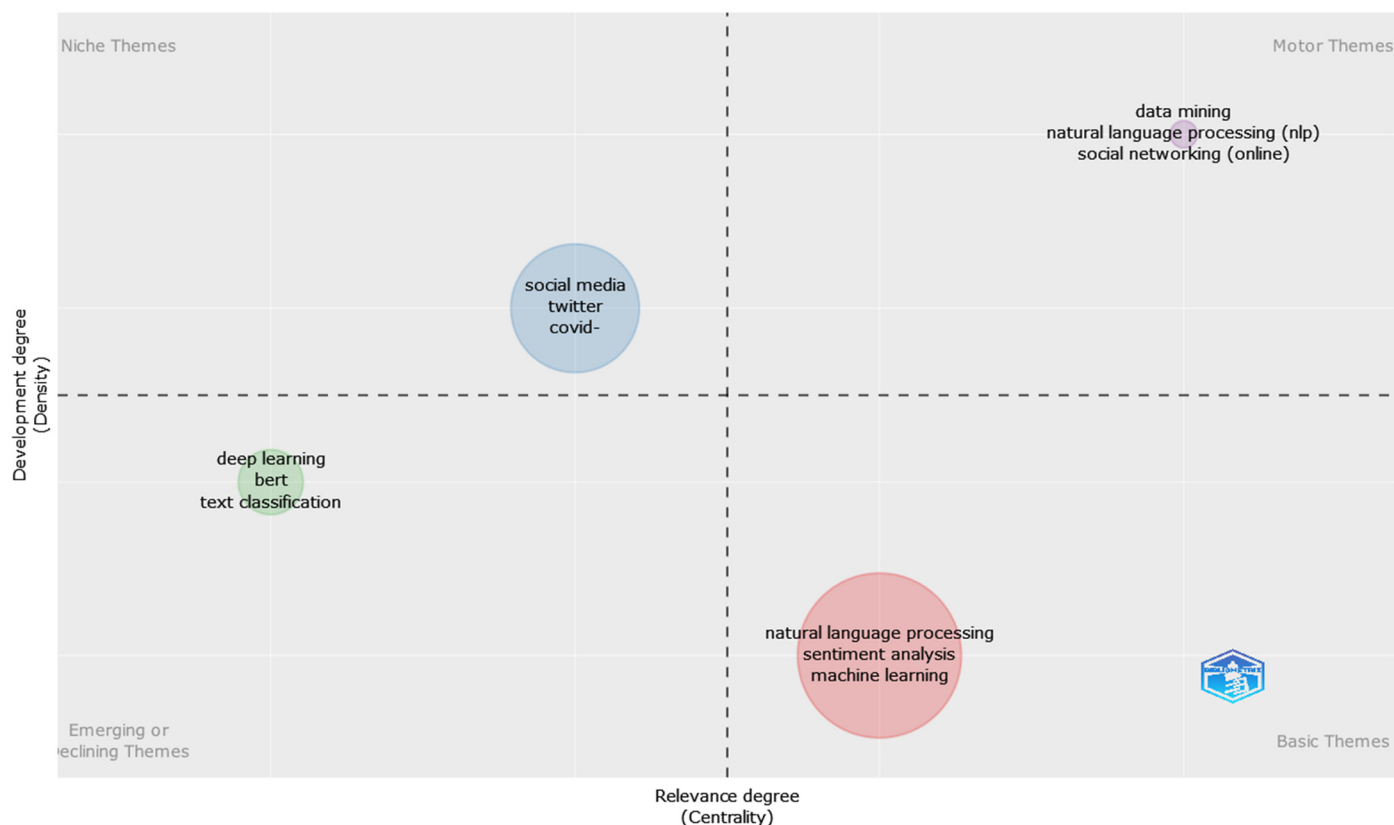 Niche Themes
Motor Themes
data mining
natural language processing (nlp)
social networking (online)
social media
twitter
covid-
Development degree
(Density)
deep learning
bert
text classification
natural language processing
sentiment analysis
machine learning
BIBLIOMETRIX
Emerging or
eclining Themes
Basic Themes
Relevance degree
(Centrality)